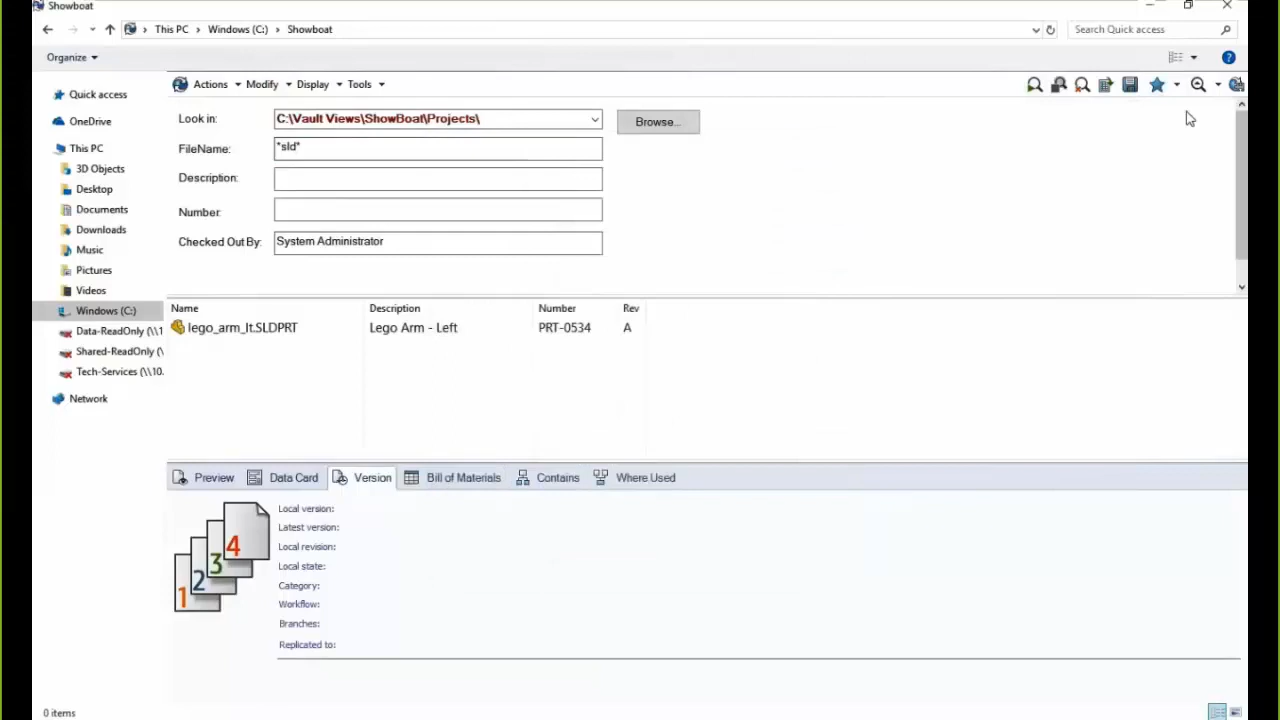 Showboat
This PC > Windows (C:) > Showboat
Search Quick access
Organize
Quick access
OneDrive
This PC
3D Objects
Desktop
Documents
Downloads
Music
Pictures
Videos
Windows (C:)
Data-ReadOnly (\\1
Shared-ReadOnly (\
Tech-Services (\\10.
Network
Actions Modify Display Tools
Look in: C:\Vault Views\ShowBoat\Projects\ Browse...
FileName: *sld*
Description:
Number:
Checked Out By: System Administrator
Name Description Number Rev
lego_arm_lt.SLDPRT Lego Arm - Left PRT-0534 A
Preview Data Card Version Bill of Materials Contains Where Used
1 2 3 4
Local version:
Latest version:
Local revision:
Local state:
Category:
Workflow:
Branches:
Replicated to:
0 items